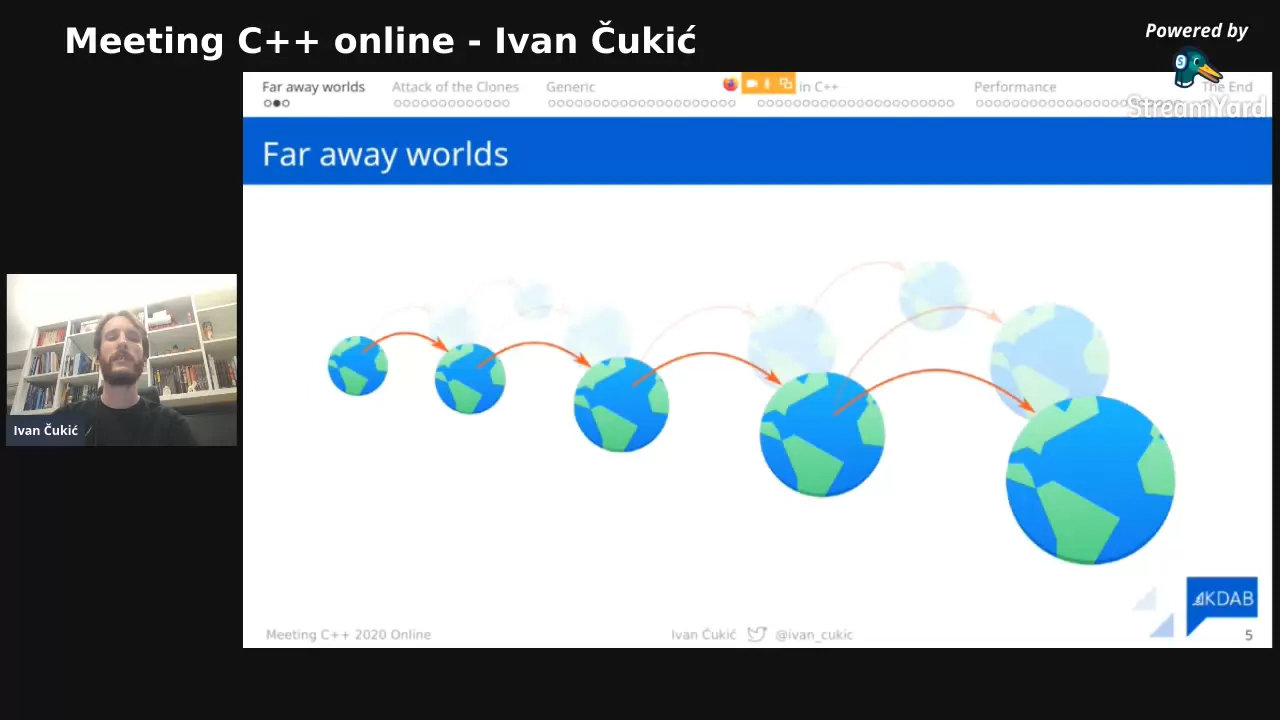 Meeting C++ online - Ivan Čukić
Powered by
StreamYard
Far away worlds
Attack of the Clones
Generic
in C++
Performance
The End
Far away worlds
Ivan Čukić
KDAB
Meeting C++ 2020 Online
Ivan Čukić @ivan_cukic
5